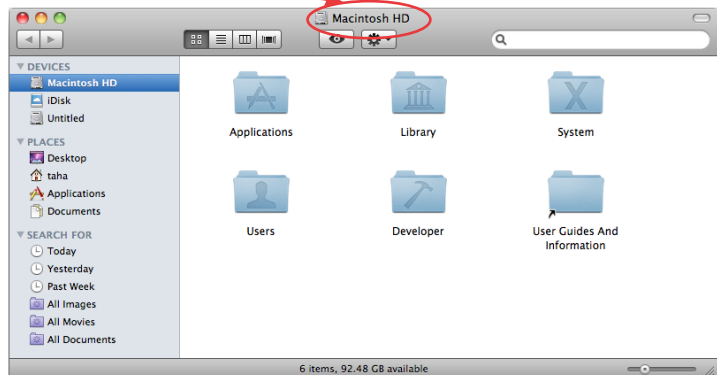 Macintosh HD
DEVICES
Macintosh HD
iDisk
Untitled
PLACES
Desktop
taha
Applications
Documents
SEARCH FOR
Today
Yesterday
Past Week
All Images
All Movies
All Documents
Applications
Library
System
Users
Developer
User Guides And
Information
6 items, 92.48 GB available